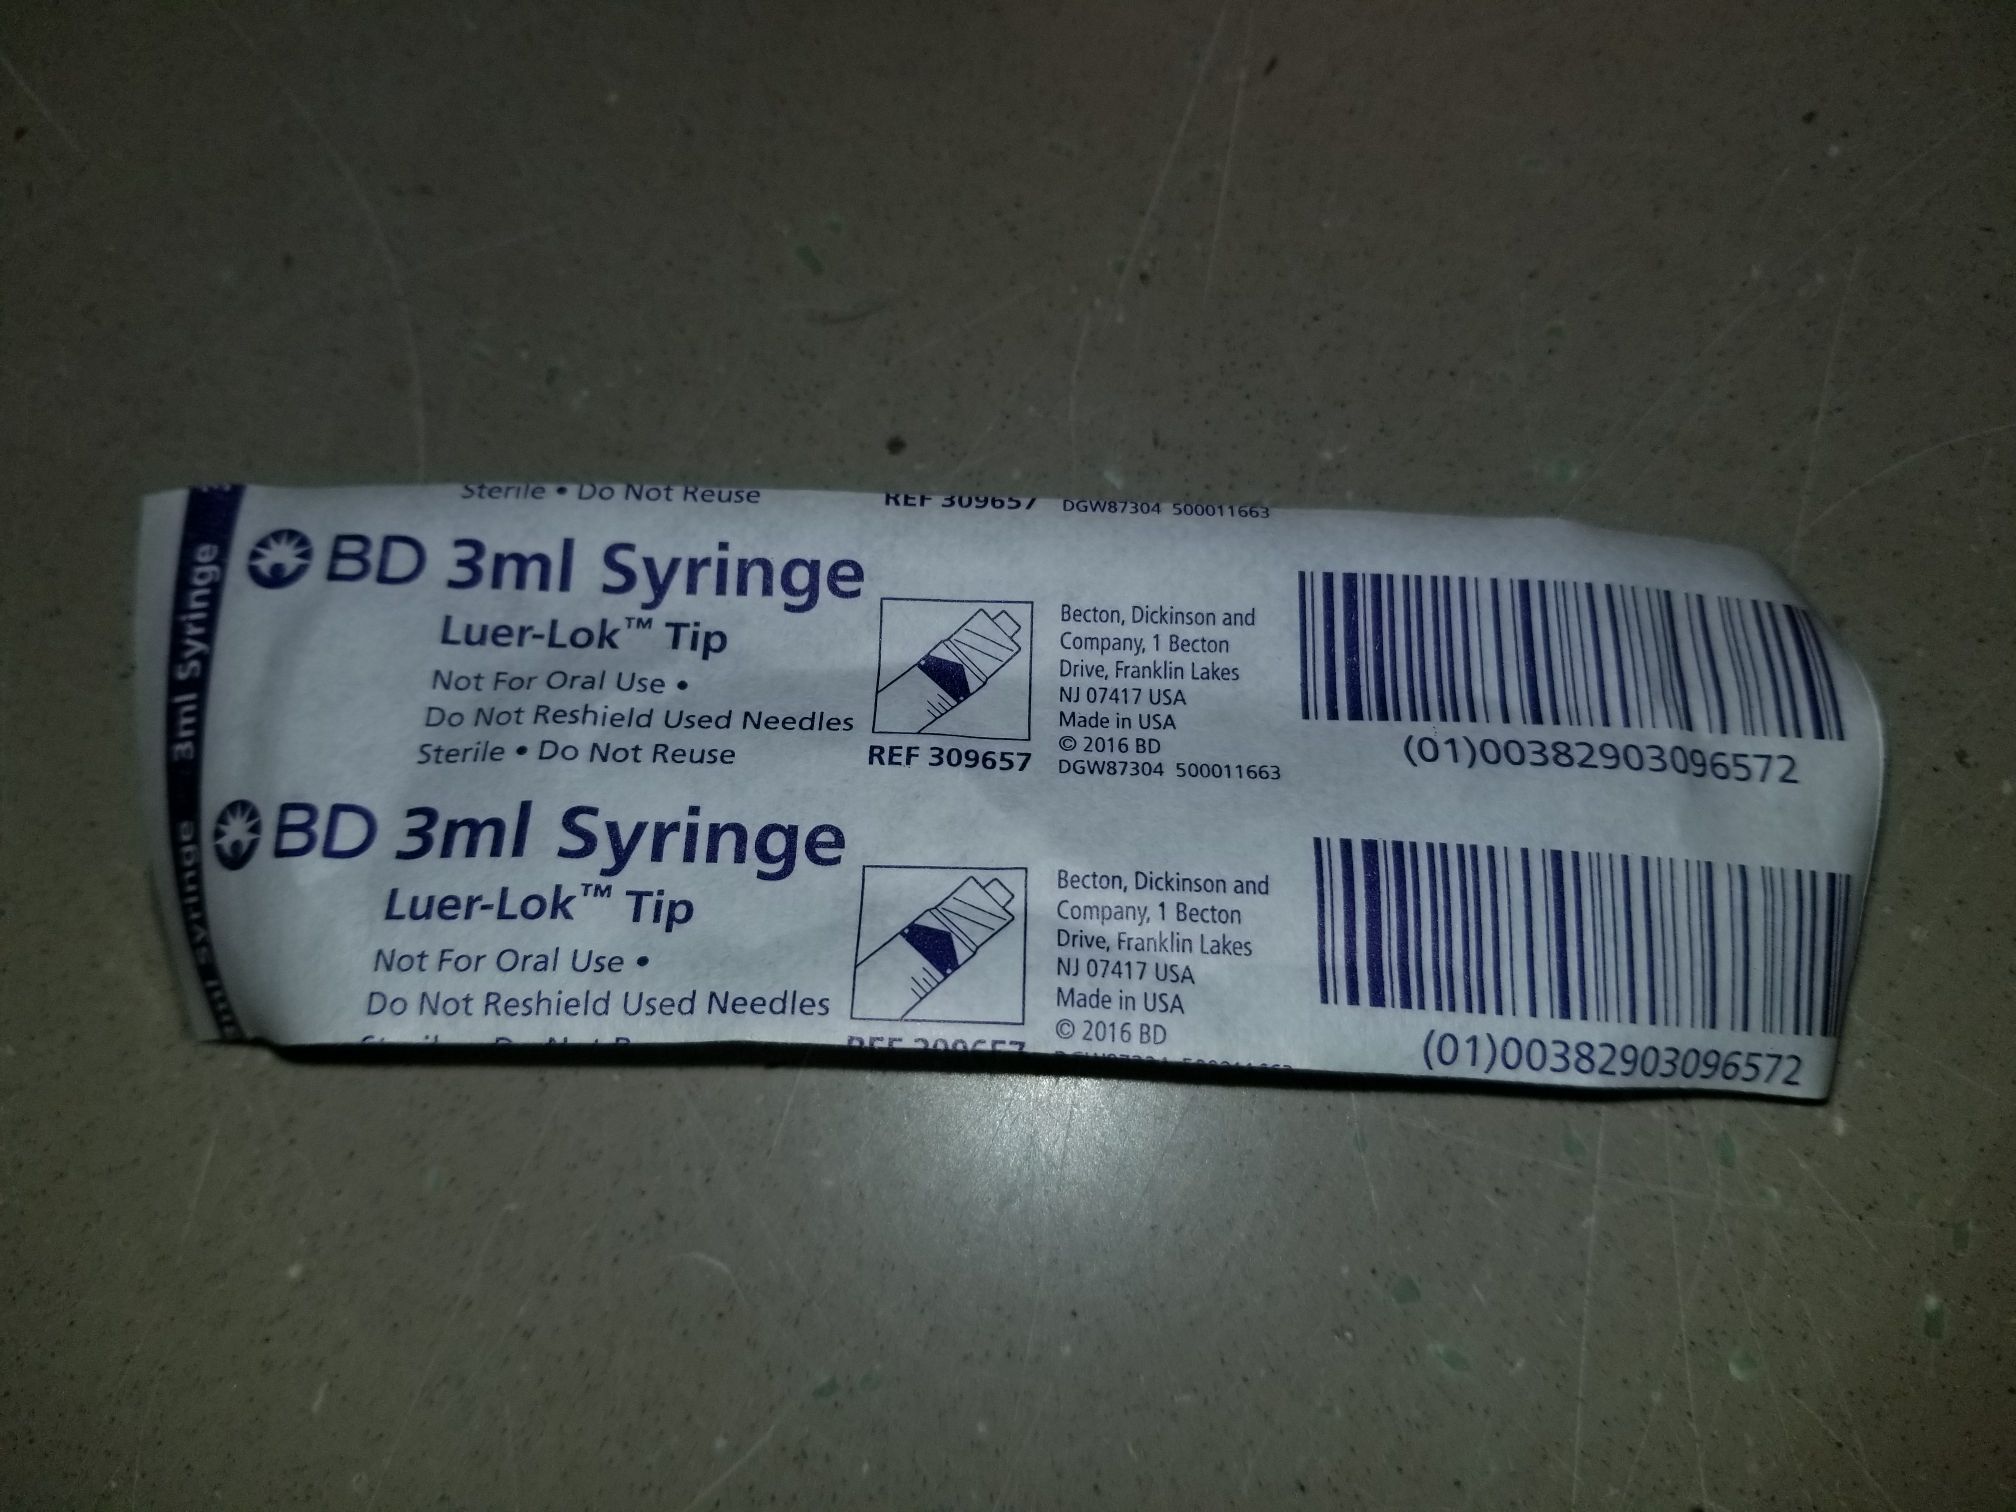 Sterile • Do Not Reuse
REF 309657
DGW87304 500011663
3ml Syringe
BD 3ml Syringe
Luer-Lok™ Tip
Not For Oral Use •
Do Not Reshield Used Needles
Sterile • Do Not Reuse
REF 309657
Becton, Dickinson and
Company, 1 Becton
Drive, Franklin Lakes
NJ 07417 USA
Made in USA
© 2016 BD
DGW87304 500011663
(01)00382903096572
3ml Syringe
BD 3ml Syringe
Luer-Lok™ Tip
Not For Oral Use •
Do Not Reshield Used Needles
Becton, Dickinson and
Company, 1 Becton
Drive, Franklin Lakes
NJ 07417 USA
Made in USA
© 2016 BD
(01)00382903096572